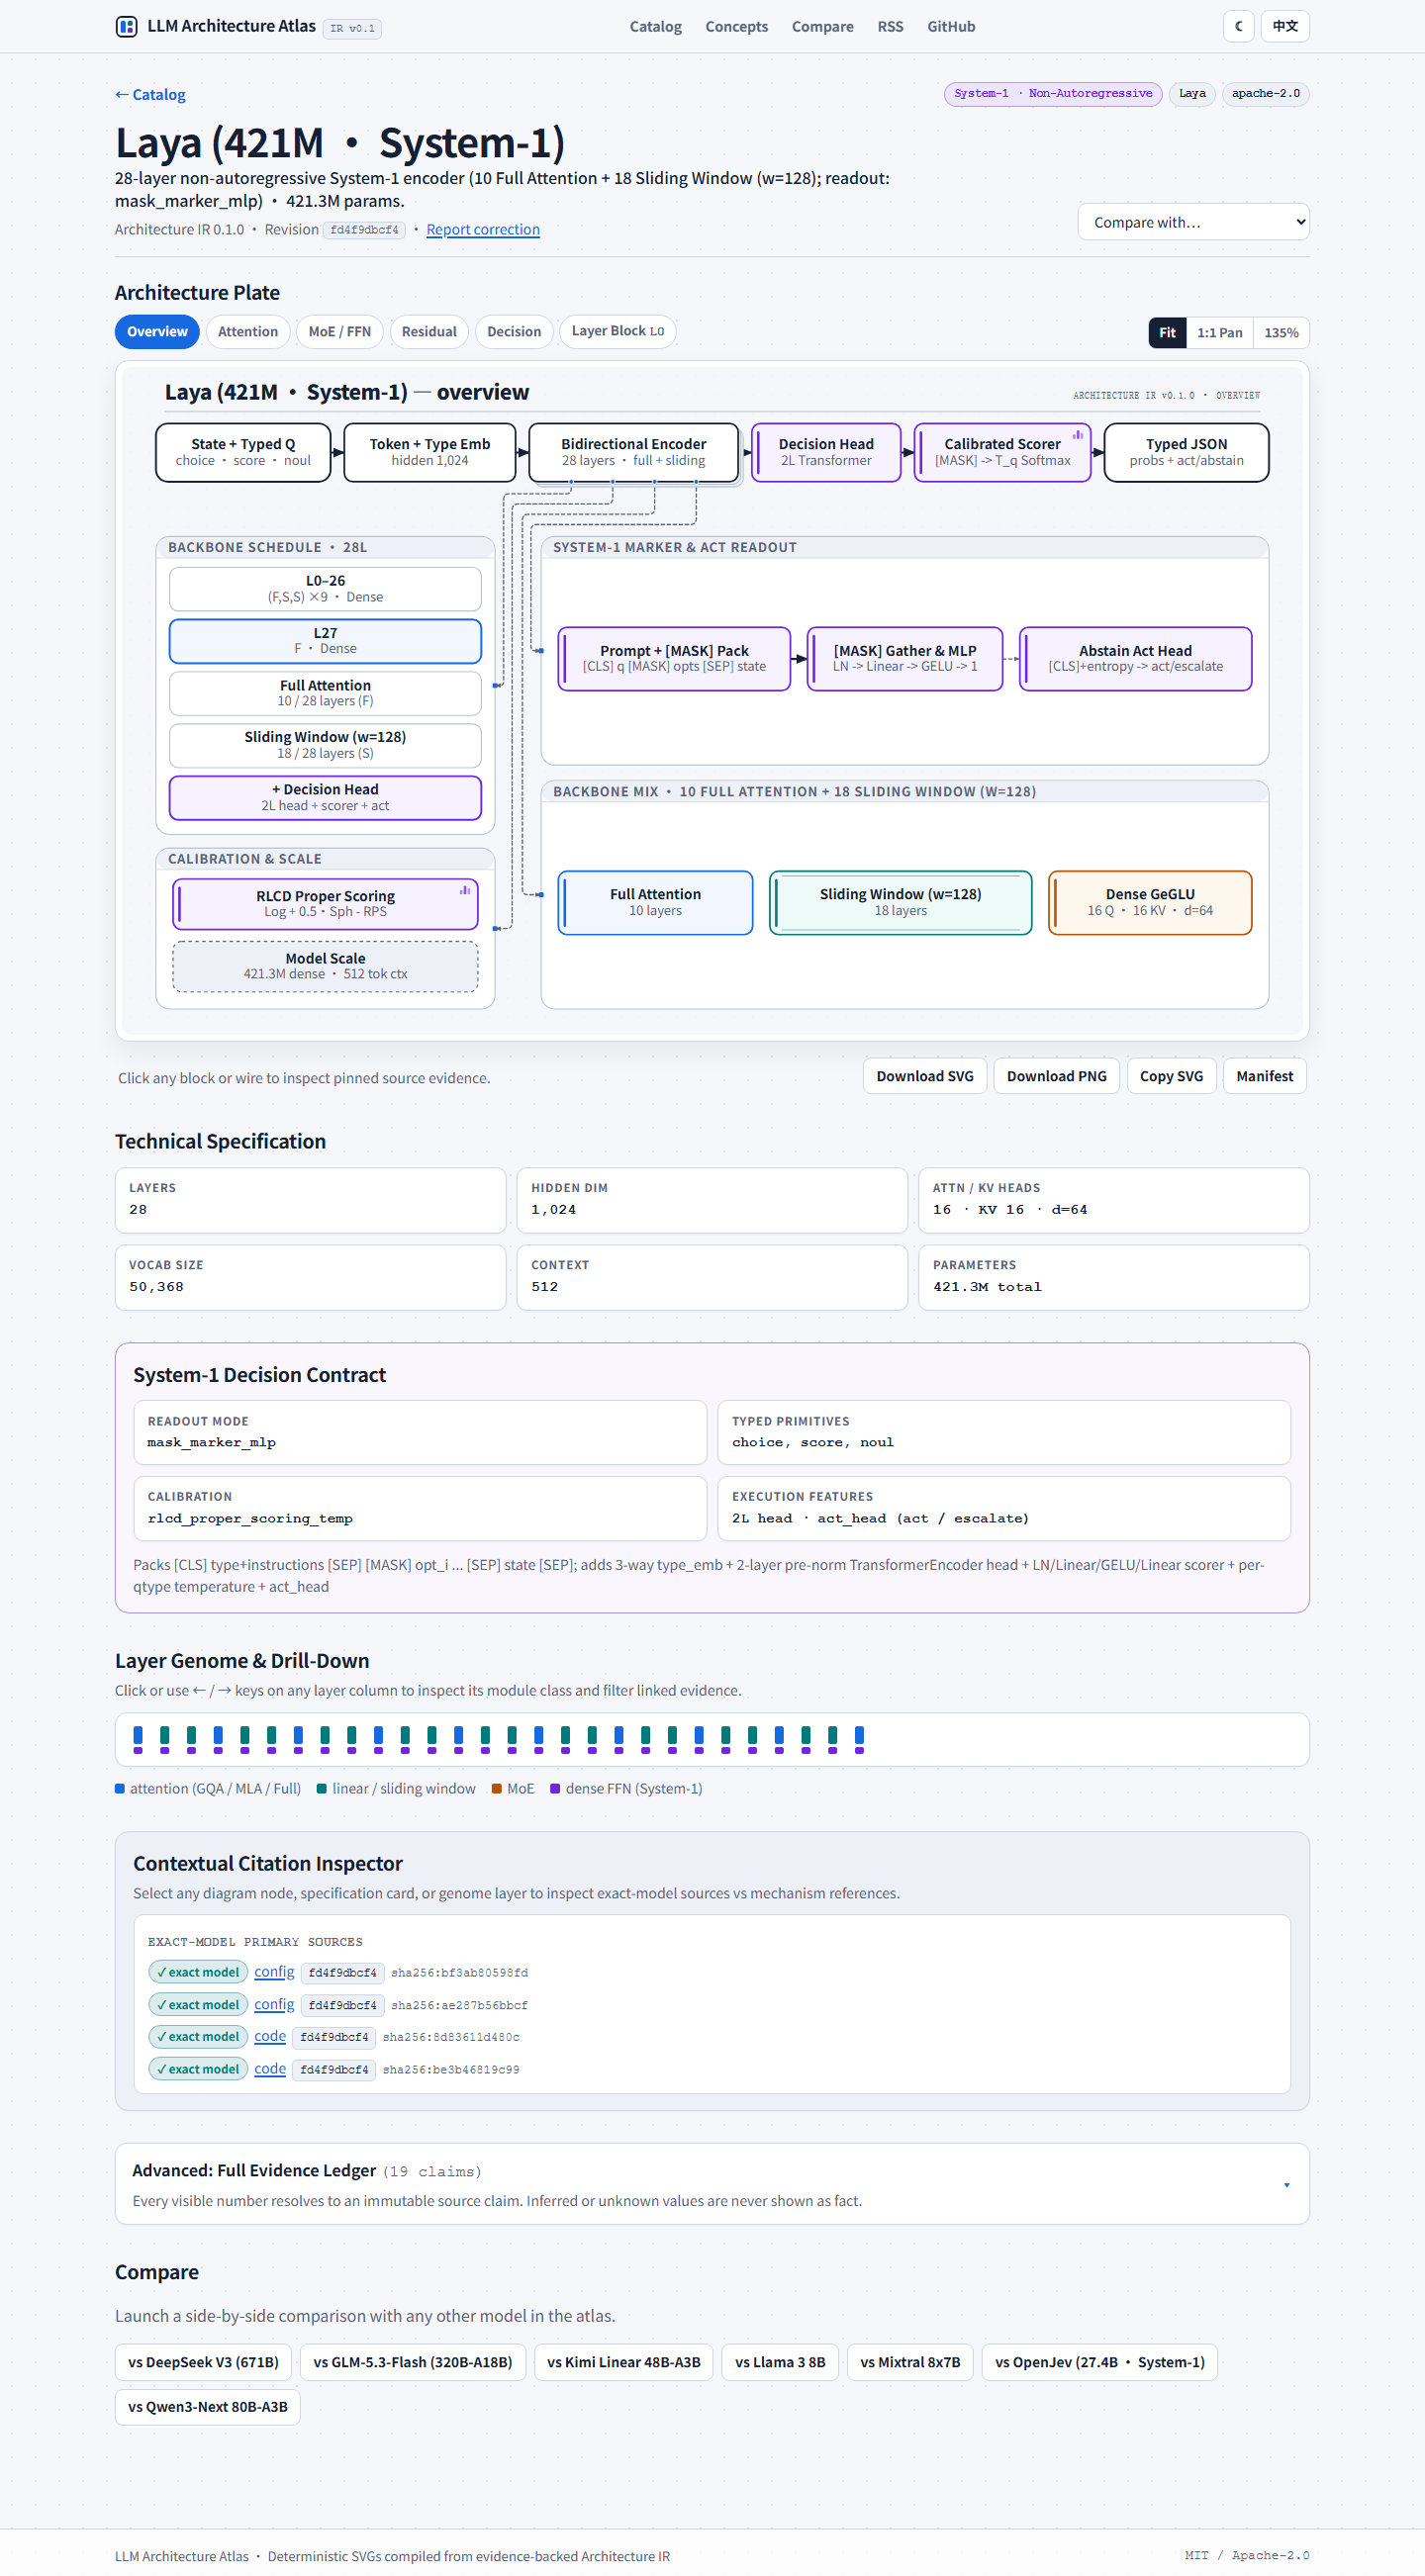 LLM Architecture Atlas IR v0.1
Catalog Concepts Compare RSS GitHub
☾ 中文
← Catalog
System-1 · Non-Autoregressive Laya apache-2.0
Laya (421M • System-1)
28-layer non-autoregressive System-1 encoder (10 Full Attention + 18 Sliding Window (w=128); readout:
mask_marker_mlp) • 421.3M params.
Architecture IR 0.1.0 • Revision fd4f9dbcf4 • Report correction
Compare with...
Architecture Plate
Overview Attention MoE / FFN Residual Decision Layer Block L0
Fit 1:1 Pan 135%
Laya (421M • System-1) — overview
ARCHITECTURE IR v0.1.0 • OVERVIEW
State + Typed Q
choice • score • noul
Token + Type Emb
hidden 1,024
Bidirectional Encoder
28 layers • full + sliding
Decision Head
2L Transformer
Calibrated Scorer
[MASK] -> T_q Softmax
Typed JSON
probs + act/abstain
BACKBONE SCHEDULE • 28L
L0–26
(F,S,S) ×9 • Dense
L27
F • Dense
Full Attention
10 / 28 layers (F)
Sliding Window (w=128)
18 / 28 layers (S)
+ Decision Head
2L head + scorer + act
CALIBRATION & SCALE
RLCD Proper Scoring
Log + 0.5 • Sph - RPS
Model Scale
421.3M dense • 512 tok ctx
SYSTEM-1 MARKER & ACT READOUT
Prompt + [MASK] Pack
[CLS] q [MASK] opts [SEP] state
[MASK] Gather & MLP
LN -> Linear -> GELU -> 1
Abstain Act Head
[CLS]+entropy -> act/escalate
BACKBONE MIX • 10 FULL ATTENTION + 18 SLIDING WINDOW (W=128)
Full Attention
10 layers
Sliding Window (w=128)
18 layers
Dense GeGLU
16 Q • 16 KV • d=64
Click any block or wire to inspect pinned source evidence.
Download SVG Download PNG Copy SVG Manifest
Technical Specification
LAYERS
28
HIDDEN DIM
1,024
ATTN / KV HEADS
16 · KV 16 · d=64
VOCAB SIZE
50,368
CONTEXT
512
PARAMETERS
421.3M total
System-1 Decision Contract
READOUT MODE
mask_marker_mlp
TYPED PRIMITIVES
choice, score, noul
CALIBRATION
rlcd_proper_scoring_temp
EXECUTION FEATURES
2L head · act_head (act / escalate)
Packs [CLS] type+instructions [SEP] [MASK] opt_i ... [SEP] state [SEP]; adds 3-way type_emb + 2-layer pre-norm TransformerEncoder head + LN/Linear/GELU/Linear scorer + per-
qtype temperature + act_head
Layer Genome & Drill-Down
Click or use ← / → keys on any layer column to inspect its module class and filter linked evidence.
attention (GQA / MLA / Full) linear / sliding window MoE dense FFN (System-1)
Contextual Citation Inspector
Select any diagram node, specification card, or genome layer to inspect exact-model sources vs mechanism references.
EXACT-MODEL PRIMARY SOURCES
✓ exact model config fd4f9dbcf4 sha256:bf3ab80598fd
✓ exact model config fd4f9dbcf4 sha256:ae287b56bbcf
✓ exact model code fd4f9dbcf4 sha256:8d83611d480c
✓ exact model code fd4f9dbcf4 sha256:be3b46819c99
Advanced: Full Evidence Ledger (19 claims)
Every visible number resolves to an immutable source claim. Inferred or unknown values are never shown as fact.
Compare
Launch a side-by-side comparison with any other model in the atlas.
vs DeepSeek V3 (671B) vs GLM-5.3-Flash (320B-A18B) vs Kimi Linear 48B-A3B vs Llama 3 8B vs Mixtral 8x7B vs OpenJev (27.4B • System-1)
vs Qwen3-Next 80B-A3B
LLM Architecture Atlas • Deterministic SVGs compiled from evidence-backed Architecture IR
MIT / Apache-2.0